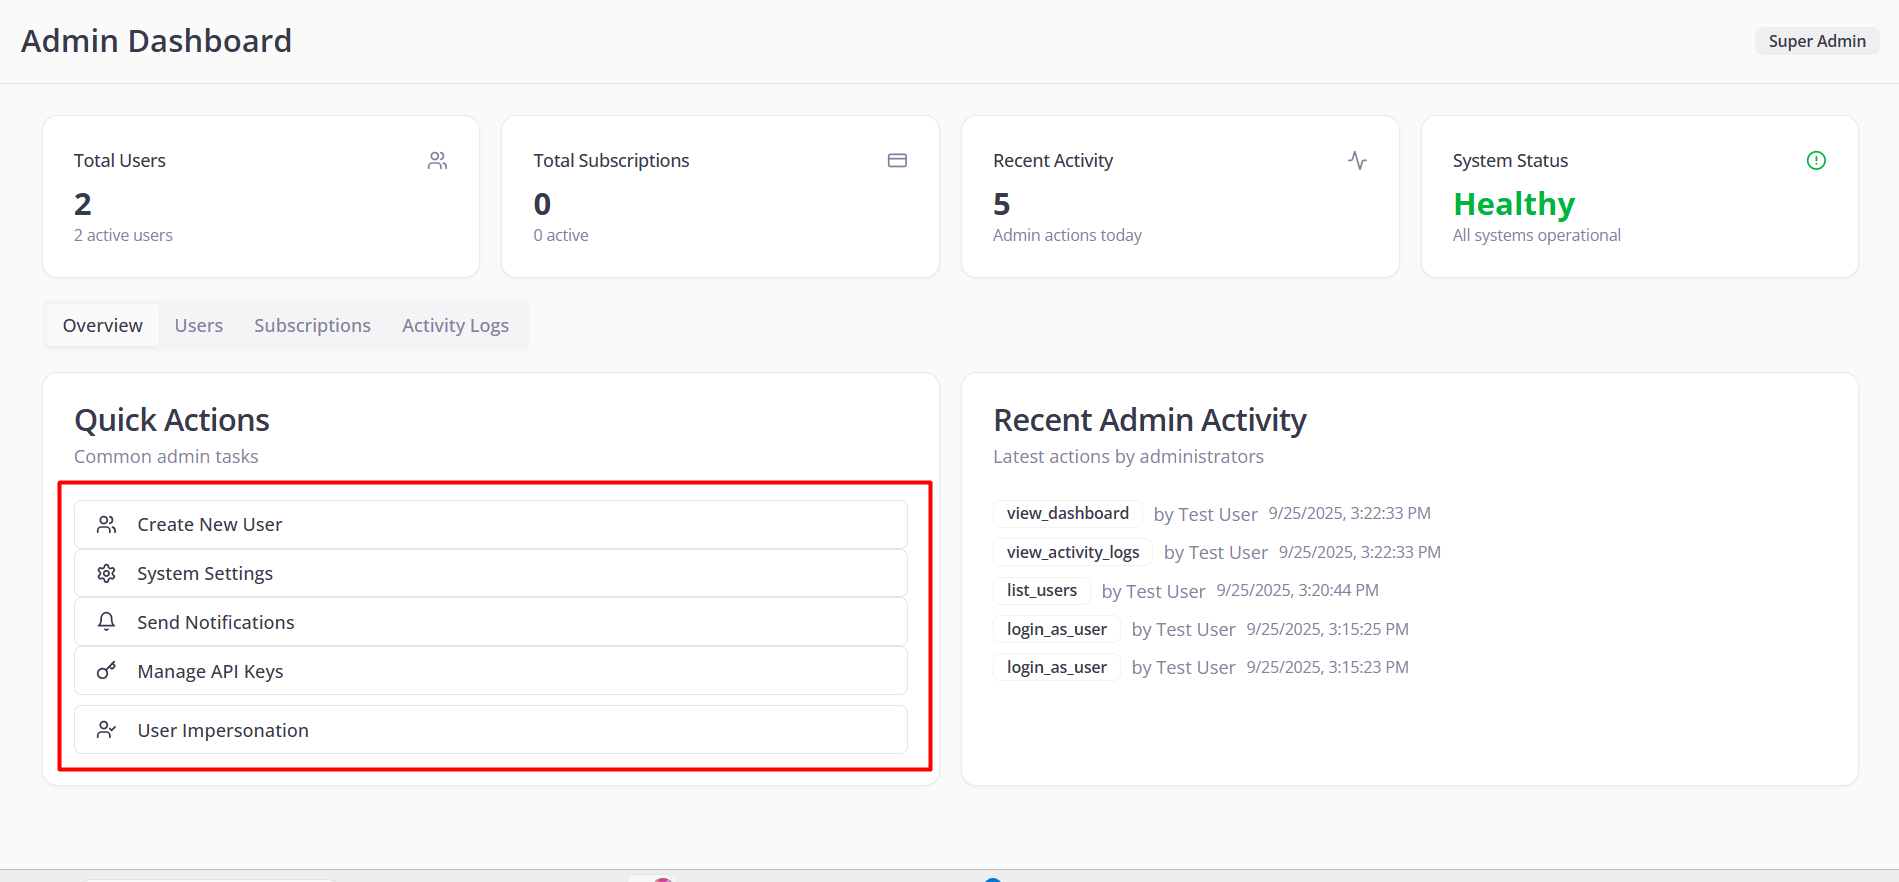 Admin Dashboard
Super Admin
Total Users
2
2 active users
Total Subscriptions
0
0 active
Recent Activity
5
Admin actions today
System Status
Healthy
All systems operational
Overview Users Subscriptions Activity Logs
Quick Actions
Common admin tasks
Create New User
System Settings
Send Notifications
Manage API Keys
User Impersonation
Recent Admin Activity
Latest actions by administrators
view_dashboard by Test User 9/25/2025, 3:22:33 PM
view_activity_logs by Test User 9/25/2025, 3:22:33 PM
list_users by Test User 9/25/2025, 3:20:44 PM
login_as_user by Test User 9/25/2025, 3:15:25 PM
login_as_user by Test User 9/25/2025, 3:15:23 PM